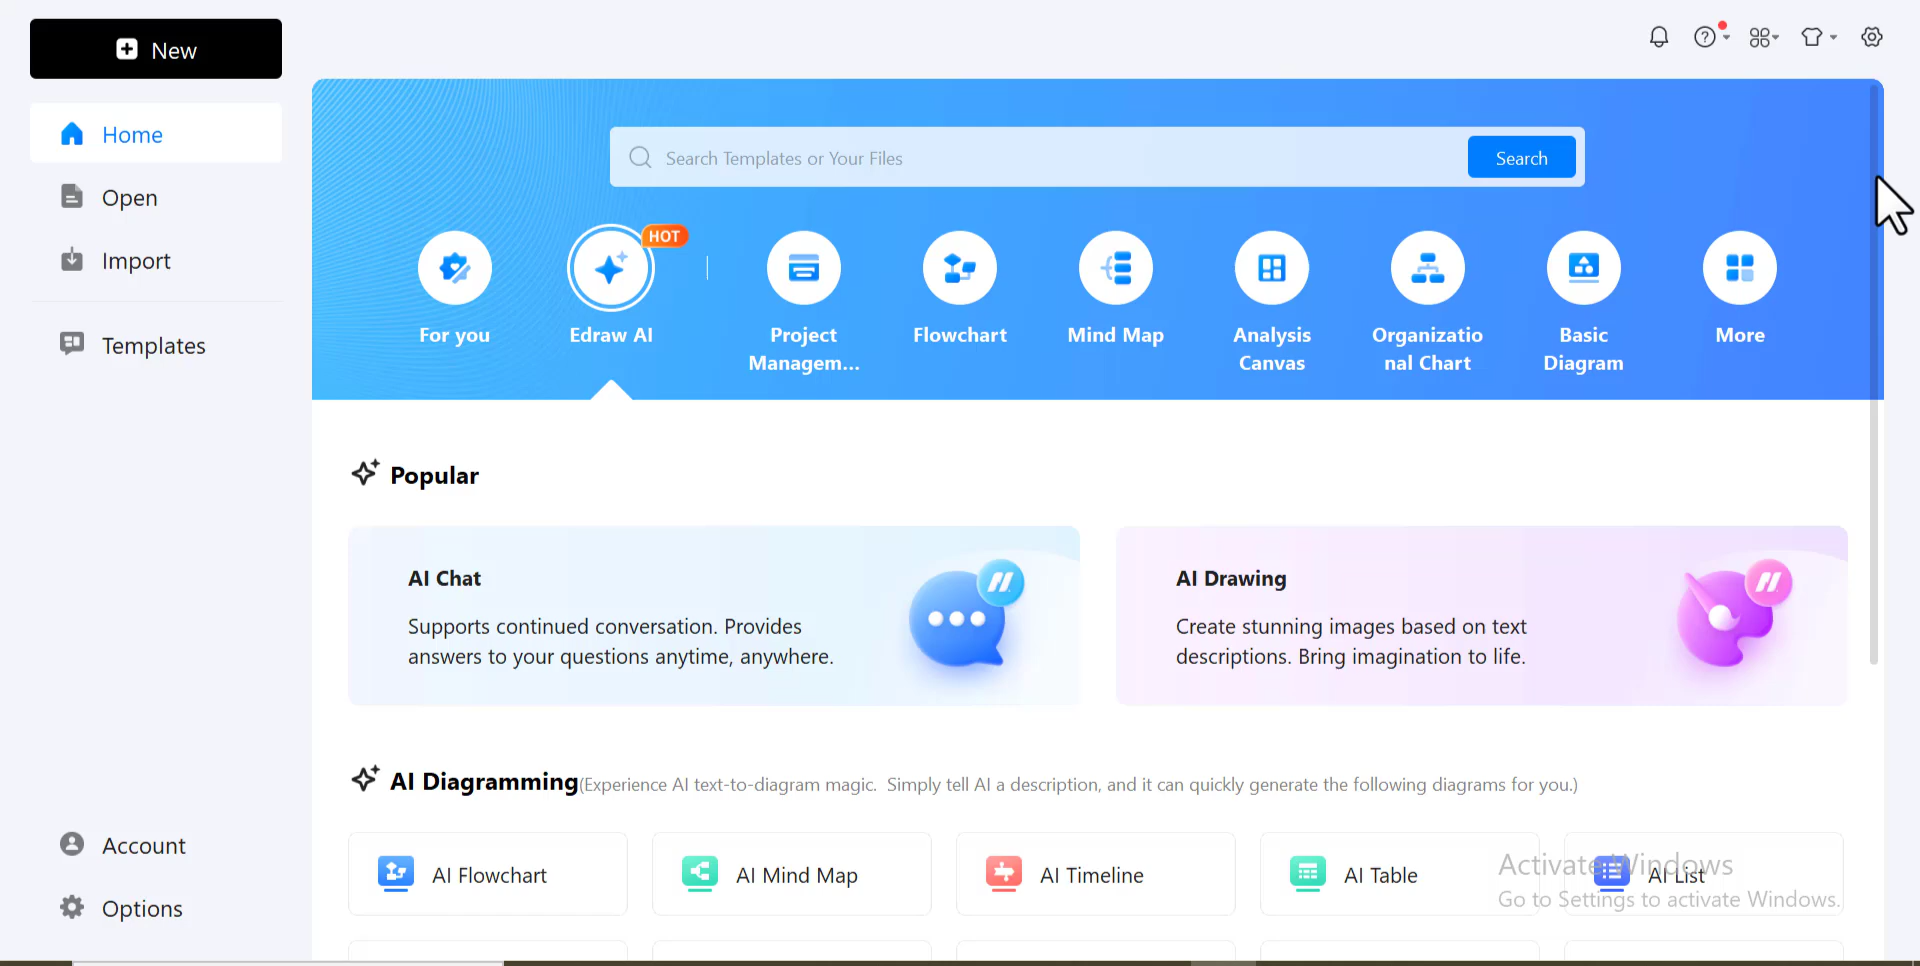 New
Home
Open
Import
Templates
Account
Options
Search Templates or Your Files
Search
For you
HOT
Edraw AI
Project
Managem...
Flowchart
Mind Map
Analysis
Canvas
Organizatio
nal Chart
Basic
Diagram
More
Popular
AI Chat
Supports continued conversation. Provides
answers to your questions anytime, anywhere.
AI Drawing
Create stunning images based on text
descriptions. Bring imagination to life.
AI Diagramming(Experience AI text-to-diagram magic. Simply tell AI a description, and it can quickly generate the following diagrams for you.)
AI Flowchart
AI Mind Map
AI Timeline
AI Table
AI List
Activate Windows
Go to Settings to activate Windows.